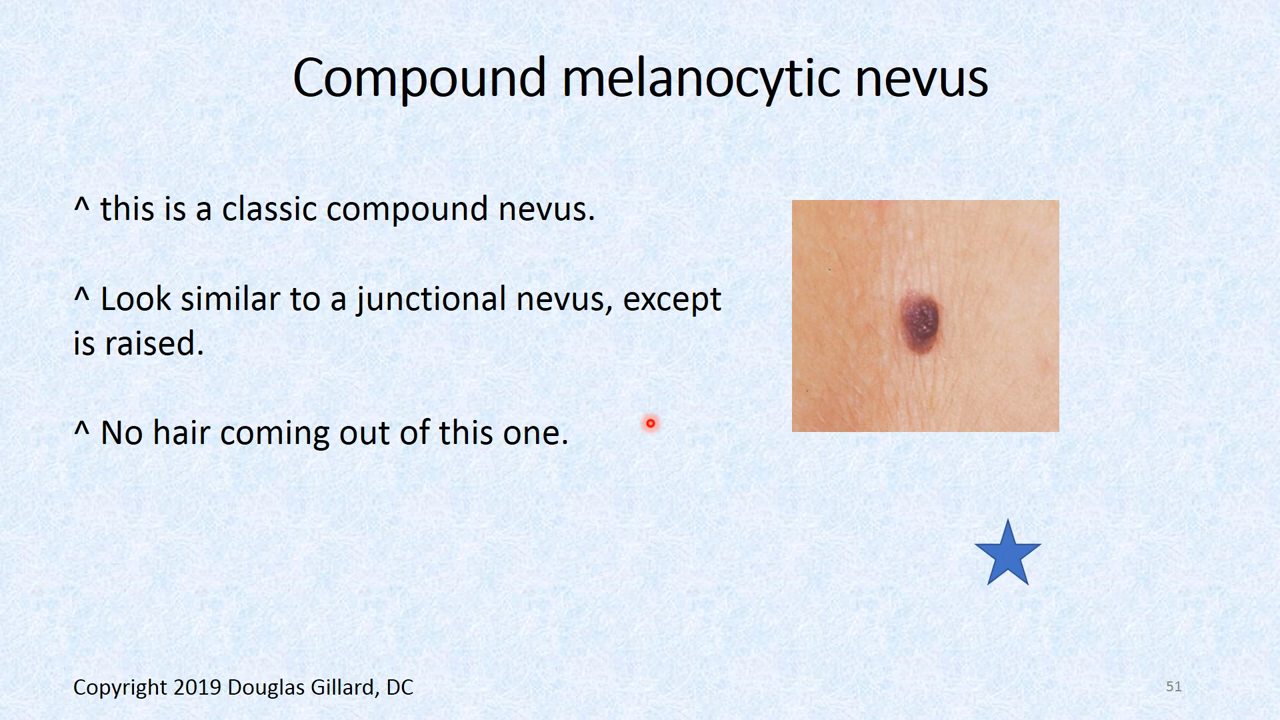 Compound melanocytic nevus
^ this is a classic compound nevus.
^ Look similar to a junctional nevus, except
is raised.
^ No hair coming out of this one.
Copyright 2019 Douglas Gillard, DC
51